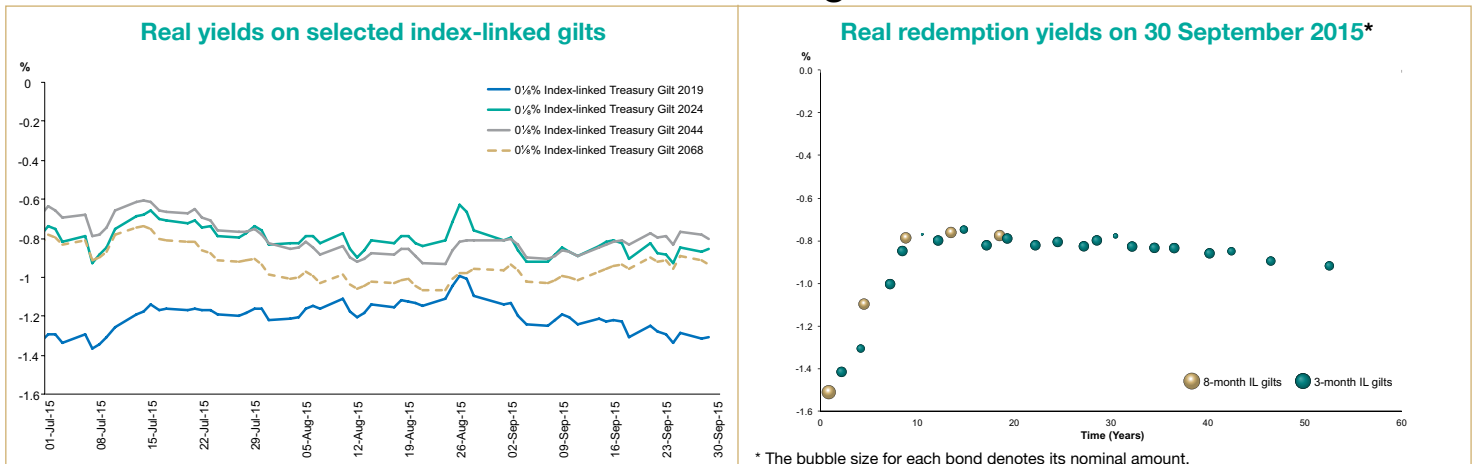 Real yields on selected index-linked gilts
%
0
-0.2
-0.4
-0.6
-0.8
-1
-1.2
-1.4
-1.6
0⅛% Index-linked Treasury Gilt 2019
0⅛% Index-linked Treasury Gilt 2024
0⅛% Index-linked Treasury Gilt 2044
0⅛% Index-linked Treasury Gilt 2068
01-Jul-15
08-Jul-15
15-Jul-15
22-Jul-15
29-Jul-15
05-Aug-15
12-Aug-15
19-Aug-15
26-Aug-15
02-Sep-15
09-Sep-15
16-Sep-15
23-Sep-15
30-Sep-15
Real redemption yields on 30 September 2015*
%
0.0
-0.2
-0.4
-0.6
-0.8
-1.0
-1.2
-1.4
-1.6
8-month IL gilts
3-month IL gilts
0 10 20 30 40 50 60
Time (Years)
* The bubble size for each bond denotes its nominal amount.